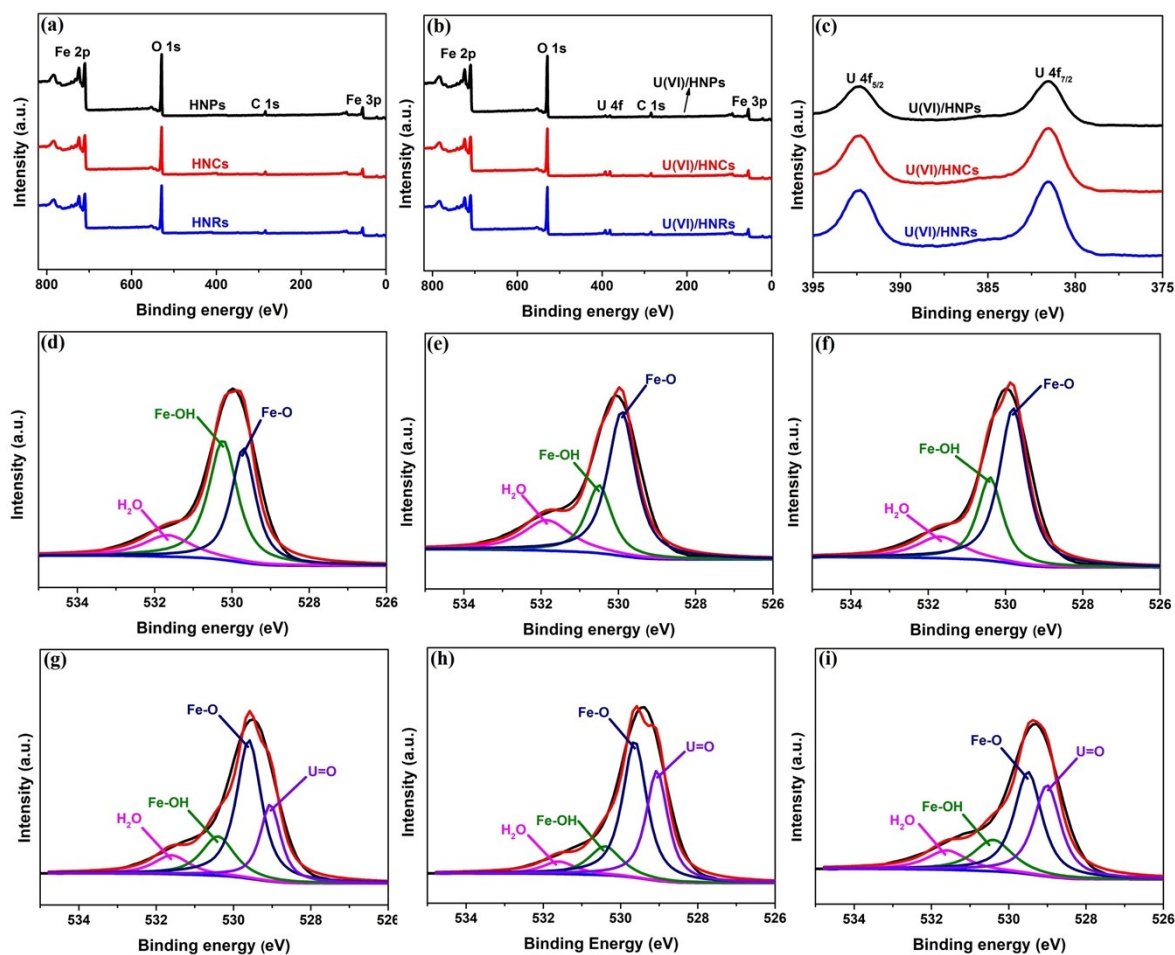 (a)
Fe 2p
O 1s
HNPs
C 1s
Fe 3p
HNCs
HNRs
Intensity (a.u.)
800 600 400 200 0
Binding energy (eV)
(b)
Fe 2p
O 1s
U(VI)/HNPs
U 4f
C 1s
Fe 3p
U(VI)/HNCs
U(VI)/HNRs
Intensity (a.u.)
800 600 400 200 0
Binding energy (eV)
(c)
U 4f5/2
U 4f7/2
U(VI)/HNPs
U(VI)/HNCs
U(VI)/HNRs
Intensity (a.u.)
395 390 385 380 375
Binding energy (eV)
(d)
Fe-OH
Fe-O
H2O
Intensity (a.u.)
534 532 530 528 526
Binding energy (eV)
(e)
Fe-O
Fe-OH
H2O
Intensity (a.u.)
534 532 530 528 526
Binding energy (eV)
(f)
Fe-O
Fe-OH
H2O
Intensity (a.u.)
534 532 530 528 526
Binding energy (eV)
(g)
Fe-O
U=O
Fe-OH
H2O
Intensity (a.u.)
534 532 530 528 526
Binding energy (eV)
(h)
Fe-O
U=O
Fe-OH
H2O
Intensity (a.u.)
534 532 530 528 526
Binding Energy (eV)
(i)
Fe-O
U=O
Fe-OH
H2O
Intensity (a.u.)
534 532 530 528 526
Binding energy (eV)